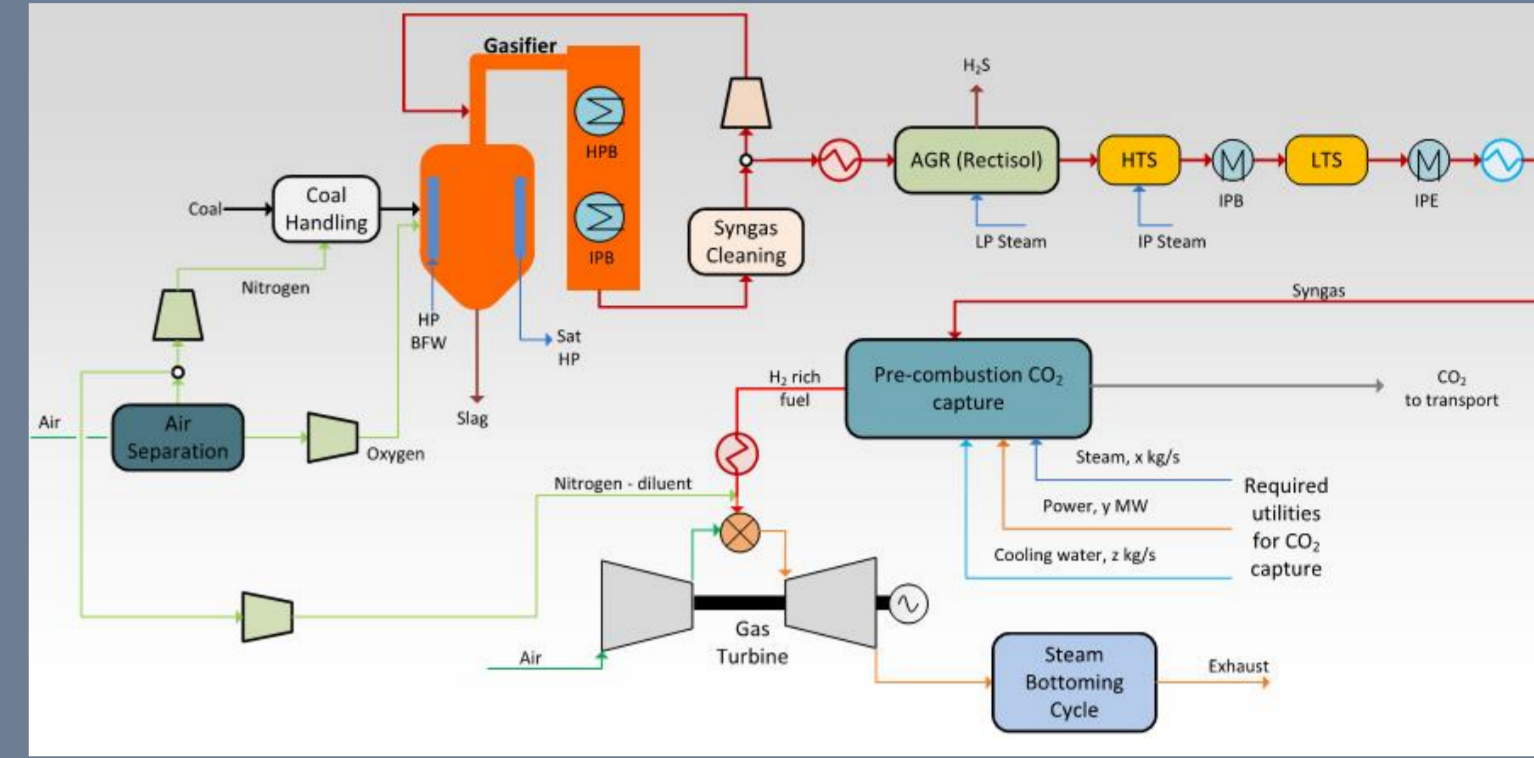 Gasifier
HPB
IPB
Coal
Coal
Handling
Nitrogen
HP
BFW
Sat
HP
Slag
Air
Air
Separation
Oxygen
Syngas
Cleaning
H₂S
AGR (Rectisol)
LP Steam
HTS
IP Steam
IPB
LTS
IPE
Syngas
Pre-combustion CO₂
capture
CO₂
to transport
H₂ rich
fuel
Steam, x kg/s
Power, y MW
Cooling water, z kg/s
Required
utilities
for CO₂
capture
Nitrogen - diluent
Air
Gas
Turbine
Steam
Bottoming
Cycle
Exhaust